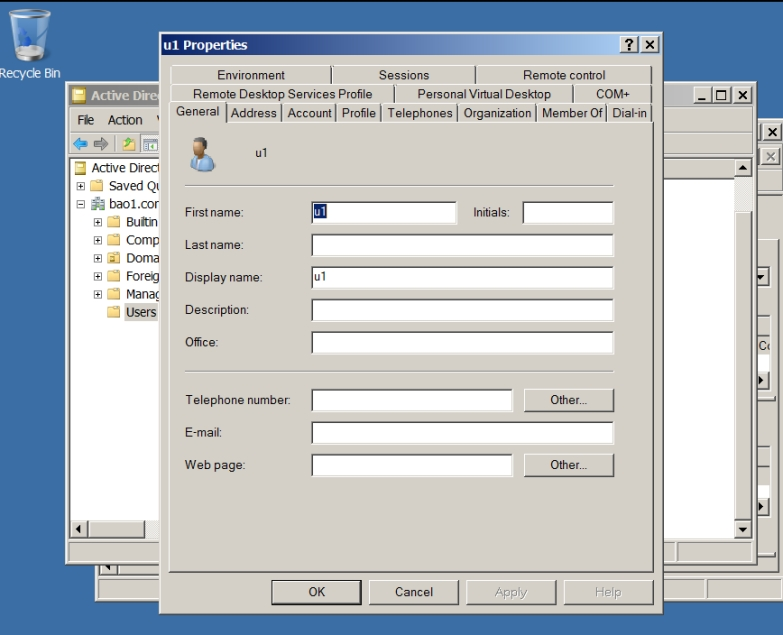 Recycle Bin
u1 Properties
Active Dire
File Action
Active Direct
Saved Qu
bao1.cor
Builtin
Comp
Doma
Foreig
Manag
Users
Environment Sessions Remote control
Remote Desktop Services Profile Personal Virtual Desktop COM+
General Address Account Profile Telephones Organization Member Of Dial-in
u1
First name: u1 Initials:
Last name:
Display name: u1
Description:
Office:
Telephone number: Other...
E-mail:
Web page: Other...
OK Cancel Apply Help